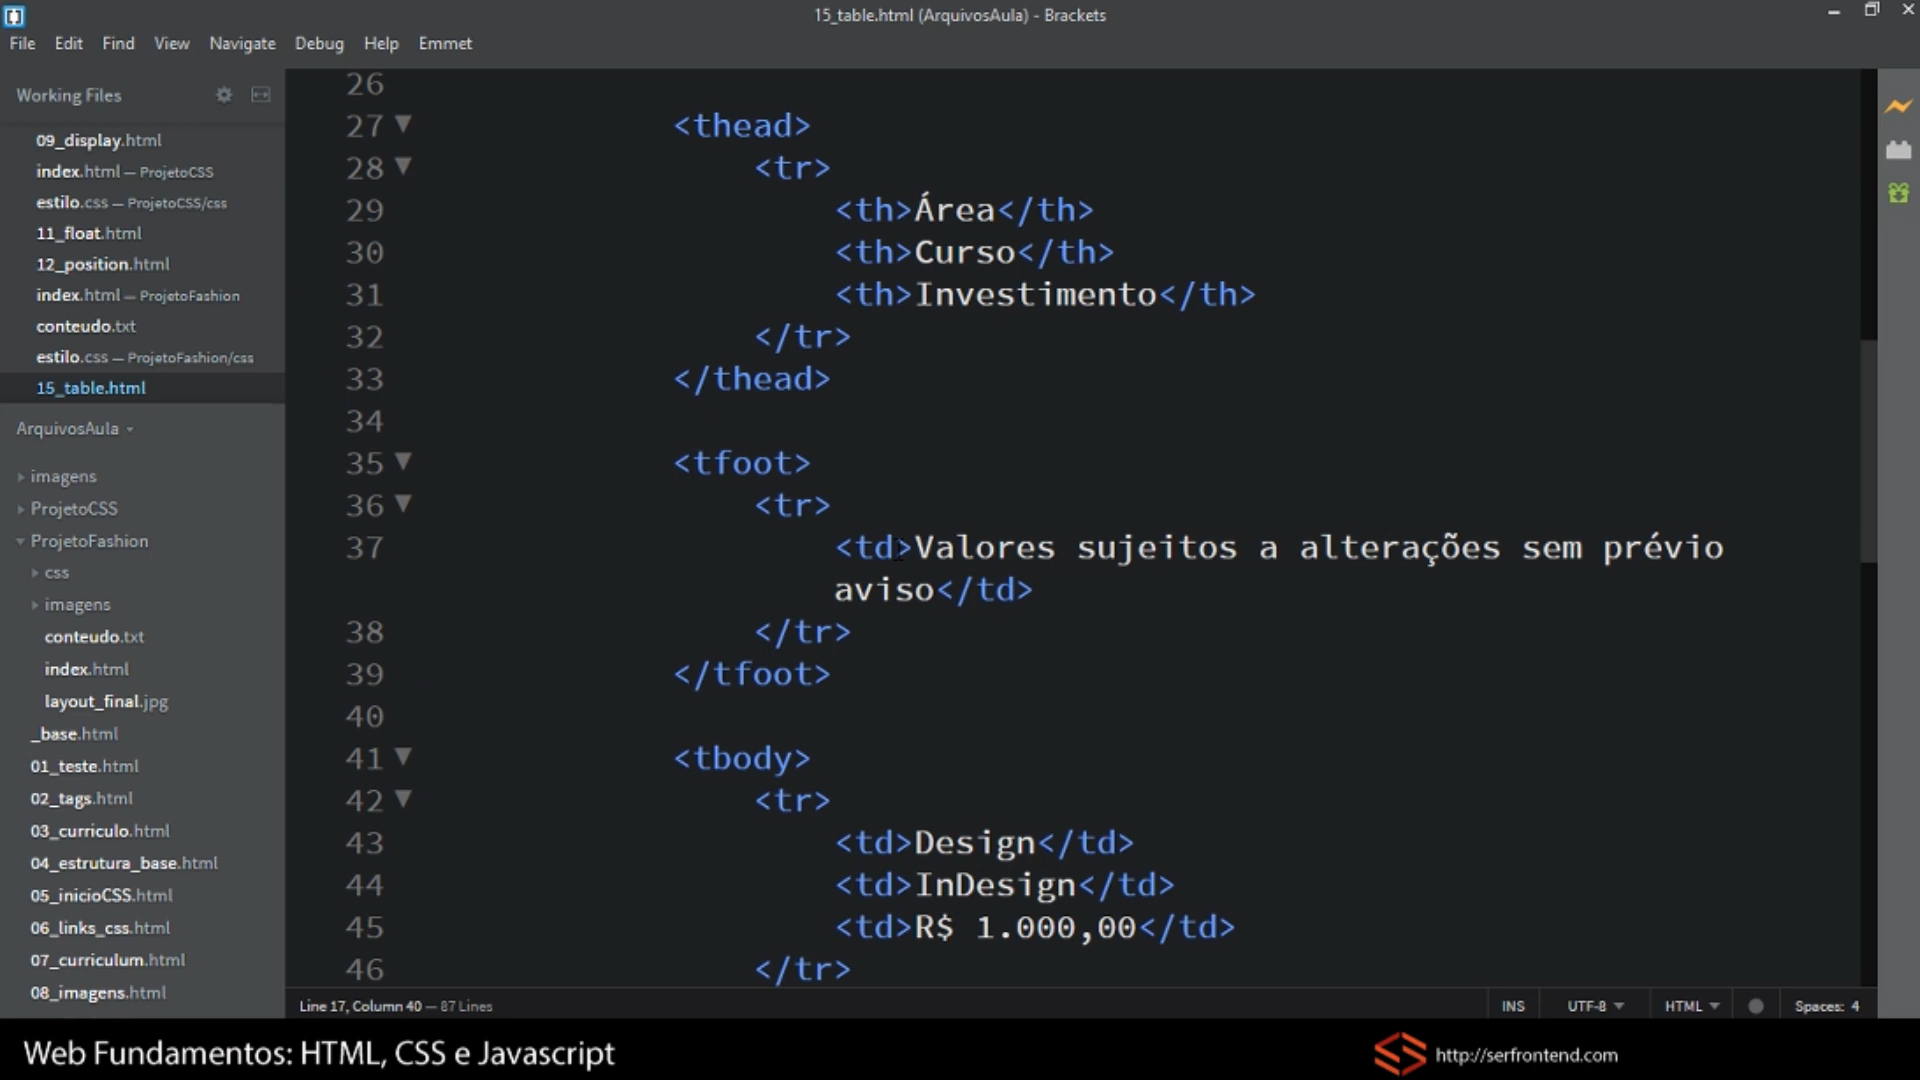 15_table.html (ArquivosAula) - Brackets
File Edit Find View Navigate Debug Help Emmet
Working Files
09_display.html
index.html — ProjetoCSS
estilo.css — ProjetoCSS/css
11_float.html
12_position.html
index.html — ProjetoFashion
conteudo.txt
estilo.css — ProjetoFashion/css
15_table.html
ArquivosAula
imagens
ProjetoCSS
ProjetoFashion
css
imagens
conteudo.txt
index.html
layout_final.jpg
_base.html
01_teste.html
02_tags.html
03_curriculo.html
04_estrutura_base.html
05_inicioCSS.html
06_links_css.html
07_curriculum.html
08_imagens.html
26
27 <thead>
28 <tr>
29 <th>Área</th>
30 <th>Curso</th>
31 <th>Investimento</th>
32 </tr>
33 </thead>
34
35 <tfoot>
36 <tr>
37 <td>Valores sujeitos a alterações sem prévio
aviso</td>
38 </tr>
39 </tfoot>
40
41 <tbody>
42 <tr>
43 <td>Design</td>
44 <td>InDesign</td>
45 <td>R$ 1.000,00</td>
46 </tr>
Line 17, Column 40 — 87 Lines
INS UTF-8 HTML Spaces: 4
Web Fundamentos: HTML, CSS e Javascript
http://serfrontend.com